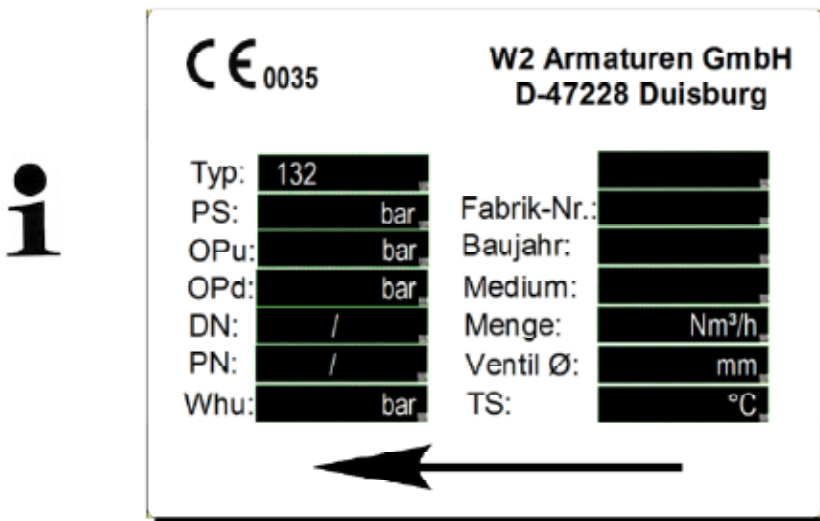 i
CE 0035
W2 Armaturen GmbH
D-47228 Duisburg
Typ: 132
PS: bar
OPu: bar
OPd: bar
DN: /
PN: /
Whu: bar
Fabrik-Nr.:
Baujahr:
Medium:
Menge: Nm³/h
Ventil Ø: mm
TS: °C